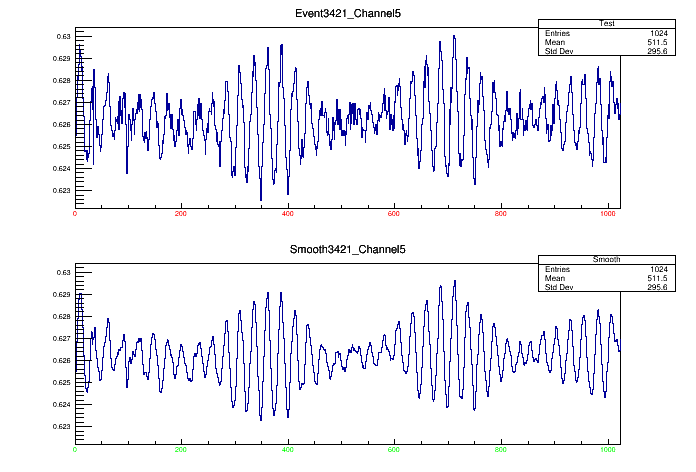 Event3421_Channel5
Test
Entries 1024
Mean 511.5
Std Dev 295.6
0.63
0.629
0.628
0.627
0.626
0.625
0.624
0.623
0 200 400 600 800 1000
Smooth3421_Channel5
Smooth
Entries 1024
Mean 511.5
Std Dev 295.6
0.63
0.629
0.628
0.627
0.626
0.625
0.624
0.623
0 200 400 600 800 1000